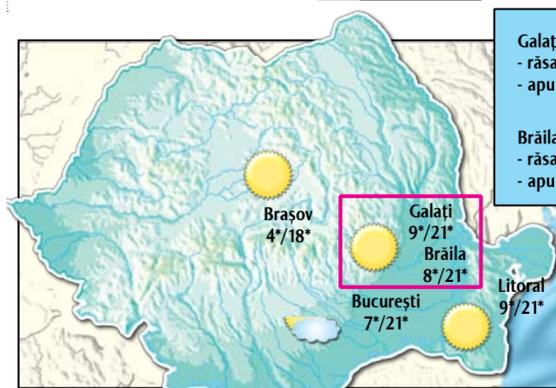 Galaț
- răsa
- apu
Brăila
- răsa
- apu
Brașov
4*/18*
Galați
9*/21*
Brăila
8*/21*
București
7*/21*
Litoral
9*/21*